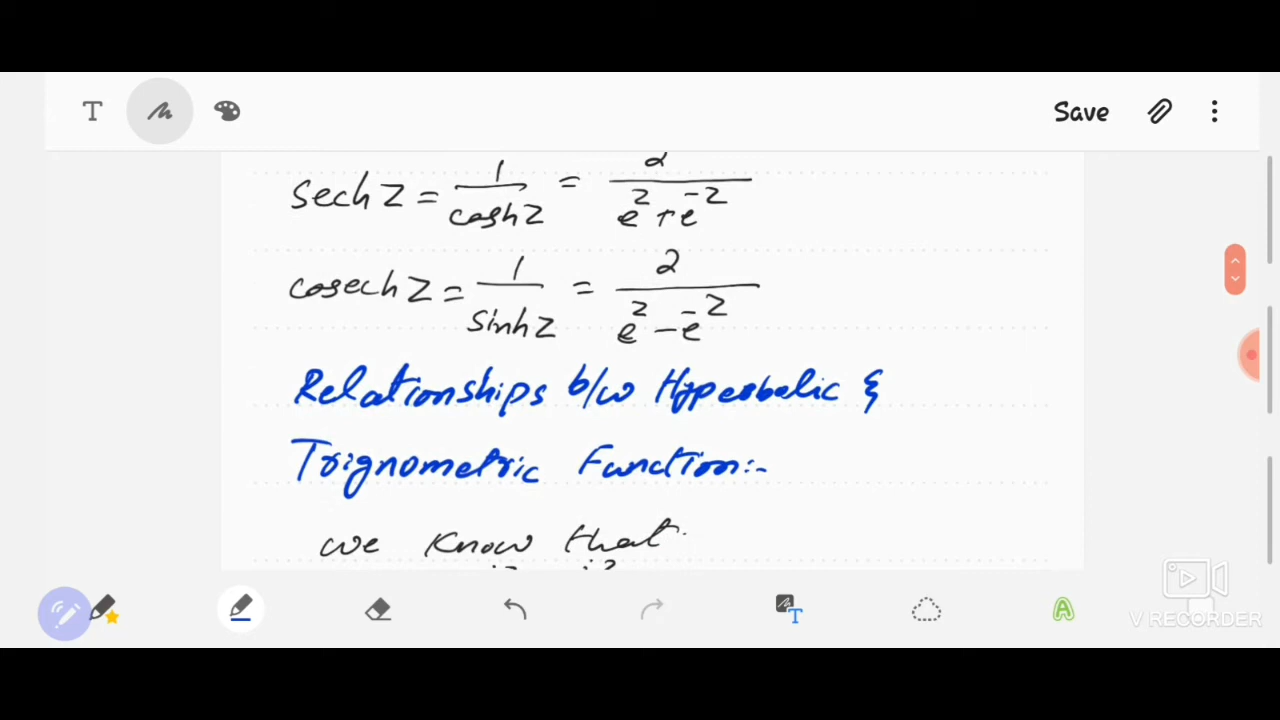 T
Save
sech z = 1/cosh z = 2/(e^z + e^-z)
cosech z = 1/sinh z = 2/(e^z - e^-z)
Relationships b/w Hyperbolic &
Trignometric Function:-
we know that
T
A
V RECORDER